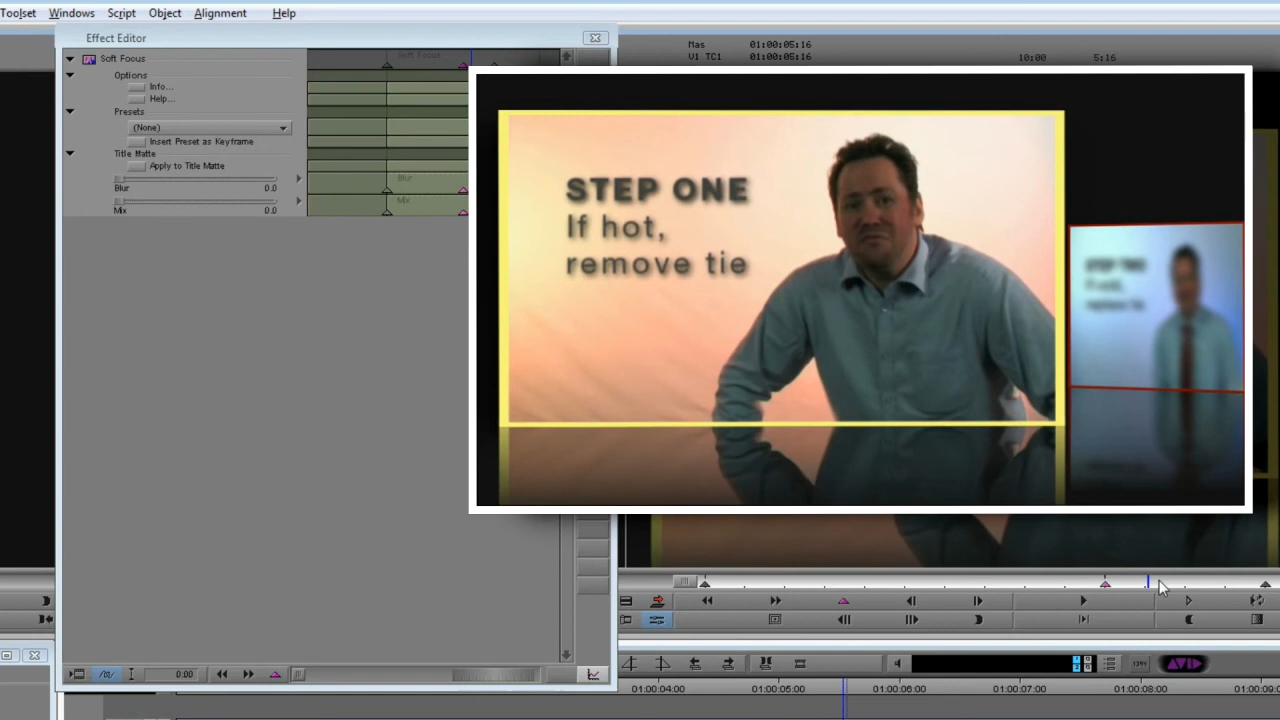 Toolset Windows Script Object Alignment Help
Effect Editor
Soft Focus
Soft Focus
Options
Info...
Help...
Presets
(None)
Insert Preset as Keyframe
Title Matte
Apply to Title Matte
Blur
Blur 0.0
Mix
Mix 0.0
Mas 01:00:05:16
V1 TC1 01:00:05:16
10:00 5:16
STEP ONE
If hot,
remove tie
STEP TWO
0:00
AVID
01:00:04:00 01:00:05:00 01:00:06:00 01:00:07:00 01:00:08:00 01:00:09:0